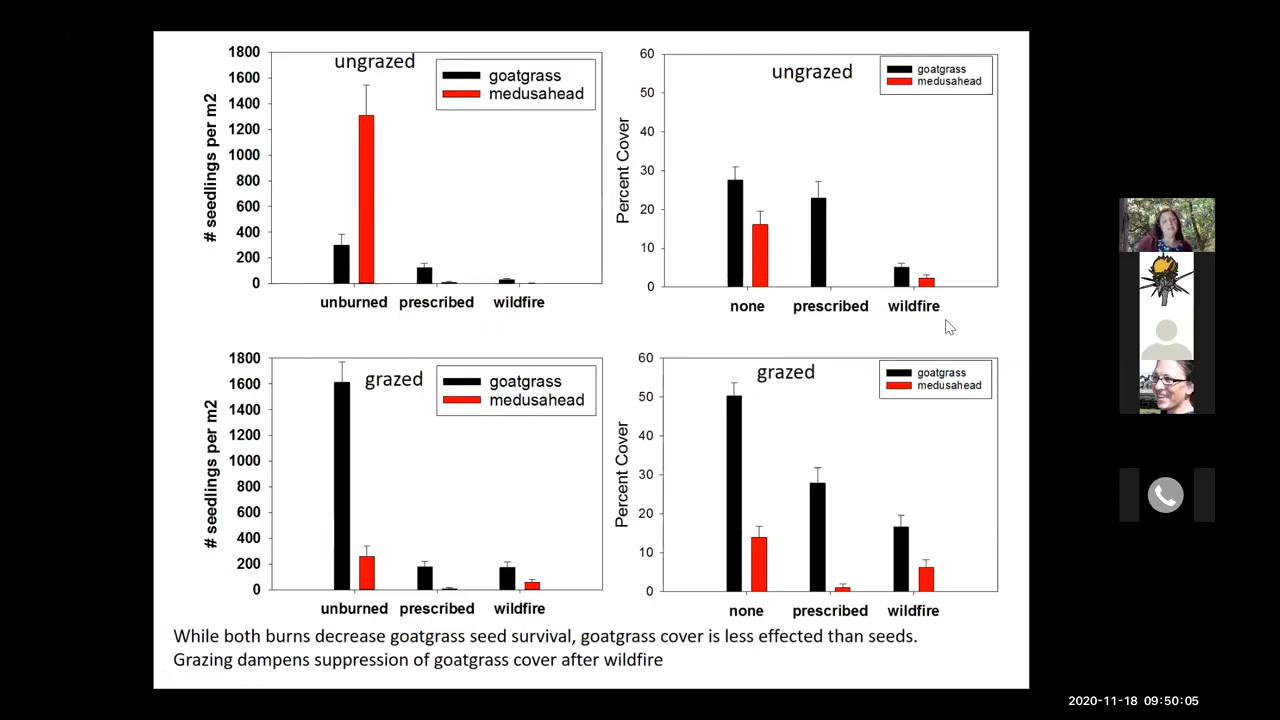 1800
1600
1400
1200
1000
800
600
400
200
0
# seedlings per m2
ungrazed
goatgrass
medusahead
unburned prescribed wildfire
60
50
40
30
20
10
0
Percent Cover
ungrazed
goatgrass
medusahead
none prescribed wildfire
1800
1600
1400
1200
1000
800
600
400
200
0
# seedlings per m2
grazed
goatgrass
medusahead
unburned prescribed wildfire
60
50
40
30
20
10
0
Percent Cover
grazed
goatgrass
medusahead
none prescribed wildfire
While both burns decrease goatgrass seed survival, goatgrass cover is less effected than seeds.
Grazing dampens suppression of goatgrass cover after wildfire
2020-11-18 09:50:05